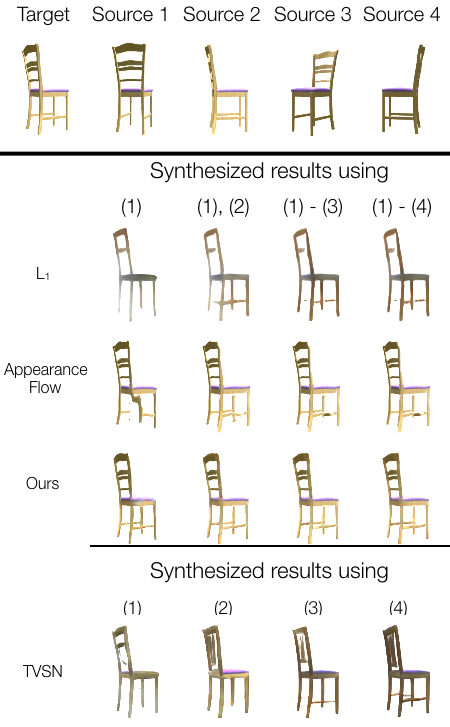 Target Source 1 Source 2 Source 3 Source 4
Synthesized results using
(1) (1), (2) (1) - (3) (1) - (4)
L₁
Appearance
Flow
Ours
Synthesized results using
(1) (2) (3) (4)
TVSN